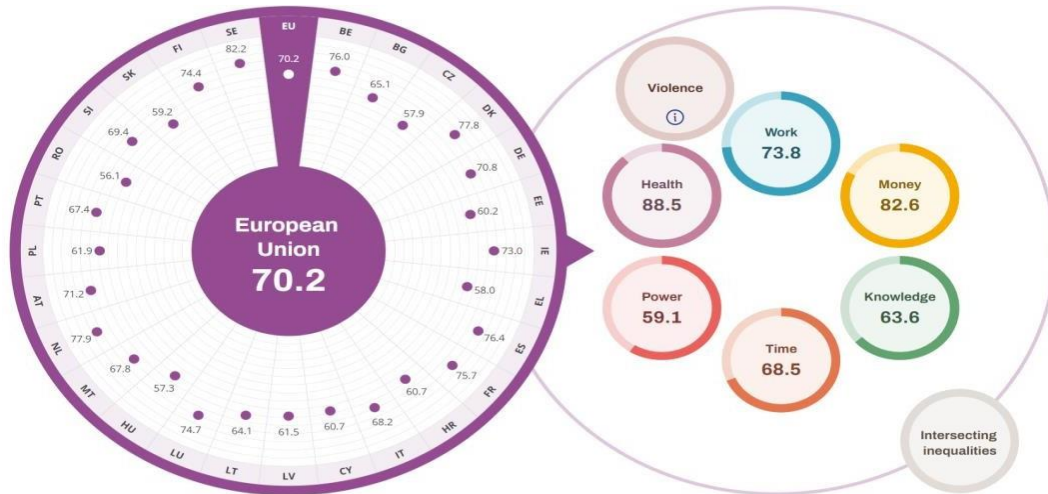 EU
70.2
BE
76.0
BG
65.1
CZ
57.9
DK
77.8
DE
70.8
EE
60.2
IE
73.0
EL
58.0
ES
76.4
FR
75.7
HR
60.7
IT
68.2
CY
60.7
LV
61.5
LT
64.1
LU
74.7
HU
57.3
MT
67.8
NL
77.9
AT
71.2
PL
61.9
PT
67.4
RO
56.1
SI
69.4
SK
59.2
FI
74.4
SE
82.2
European
Union
70.2
Violence
i
Work
73.8
Money
82.6
Knowledge
63.6
Time
68.5
Power
59.1
Health
88.5
Intersecting
inequalities